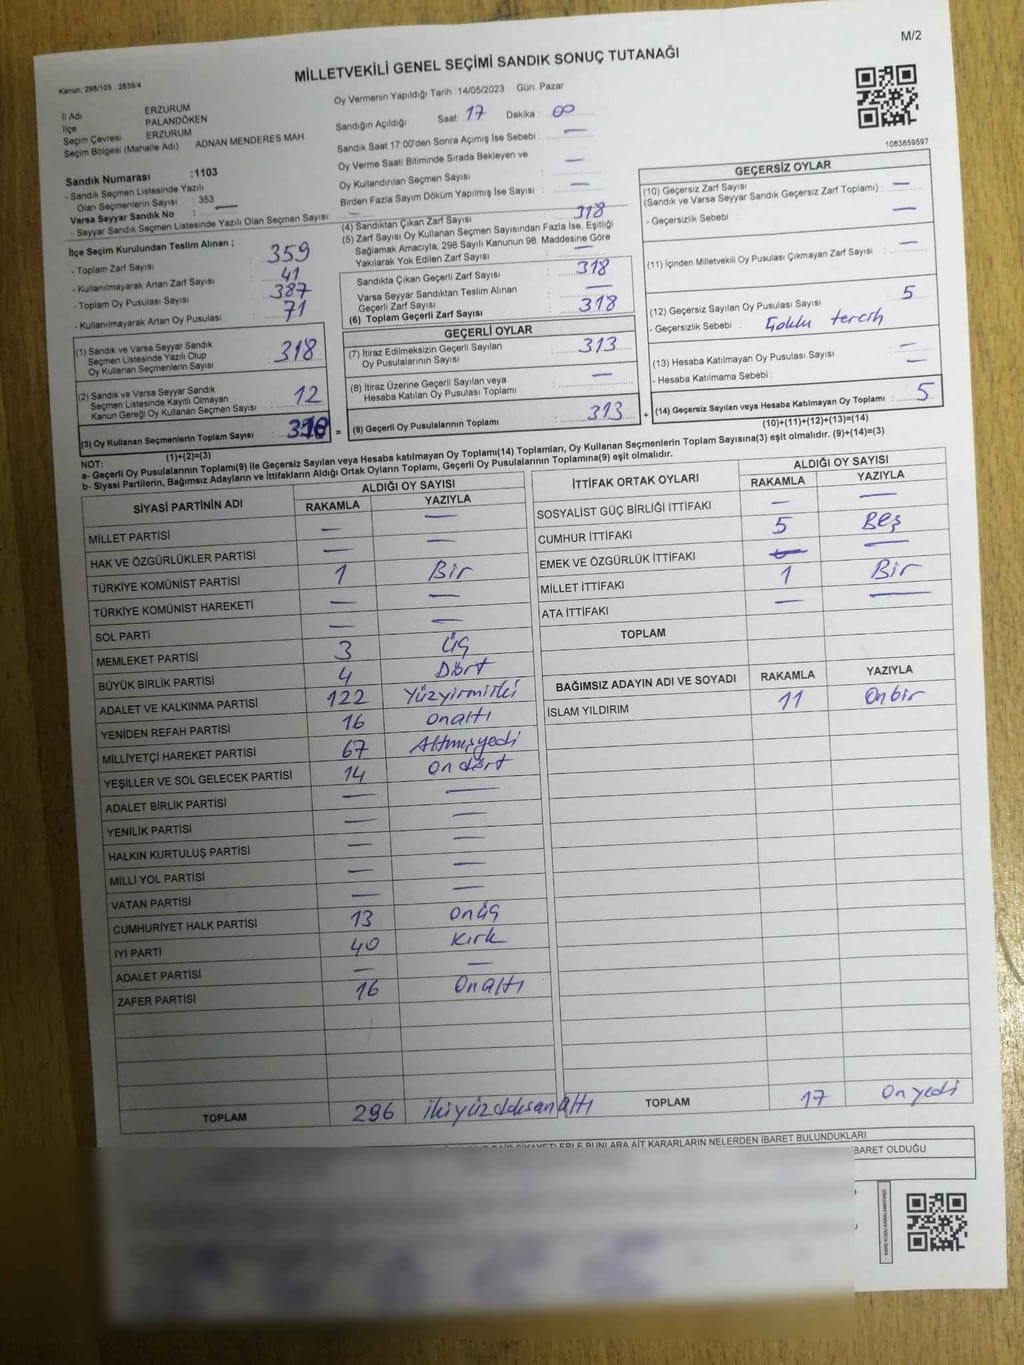 M/2
MİLLETVEKİLİ GENEL SEÇİMİ SANDIK SONUÇ TUTANAĞI
Kanun: 298/105 , 2839/4
İl Adı ERZURUM
İlçe PALANDÖKEN
Seçim Çevresi ERZURUM
Seçim Bölgesi (Mahalle Adı) ADNAN MENDERES MAH
Sandık Numarası :1103
- Sandık Seçmen Listesinde Yazılı
Olan Seçmenlerin Sayısı : 353
Varsa Seyyar Sandık No : —
- Seyyar Sandık Seçmen Listesinde Yazılı Olan Seçmen Sayısı : —
Oy Vermenin Yapıldığı Tarih :14/05/2023 Gün: Pazar
Sandığın Açıldığı Saat : 17 Dakika : 00
Sandık Saat 17:00'den Sonra Açmış İse Sebebi : —
Oy Verme Saati Bitiminde Sırada Bekleyen ve
Oy Kullandırılan Seçmen Sayısı : —
Birden Fazla Sayım Döküm Yapılmış İse Sayısı : —
1083859597
İlçe Seçim Kurulundan Teslim Alınan ;
- Toplam Zarf Sayısı : 359
- Kullanılmayarak Artan Zarf Sayısı : 41
- Toplam Oy Pusulası Sayısı : 387
- Kullanılmayarak Artan Oy Pusulası : 71
(1) Sandık ve Varsa Seyyar Sandık
Seçmen Listesinde Yazılı Olup
Oy Kullanan Seçmenlerin Sayısı : 318
(2) Sandık ve Varsa Seyyar Sandık
Seçmen Listesinde Kayıtlı Olmayan
Kanun Gereği Oy Kullanan Seçmen Sayısı : 12
(3) Oy Kullanan Seçmenlerin Toplam Sayısı : 318
(1)+(2)=(3)
(4) Sandıktan Çıkan Zarf Sayısı : 318
(5) Zarf Sayısı Oy Kullanan Seçmen Sayısından Fazla İse, Eşitliği
Sağlamak Amacıyla, 298 Sayılı Kanunun 98. Maddesine Göre
Yakılarak Yok Edilen Zarf Sayısı : —
Sandıkta Çıkan Geçerli Zarf Sayısı : 318
Varsa Seyyar Sandıktan Teslim Alınan
Geçerli Zarf Sayısı : —
(6) Toplam Geçerli Zarf Sayısı : 318
GEÇERLİ OYLAR
(7) İtiraz Edilmeksizin Geçerli Sayılan
Oy Pusulalarının Sayısı : 313
(8) İtiraz Üzerine Geçerli Sayılan veya
Hesaba Katılan Oy Pusulası Toplamı : —
= (9) Geçerli Oy Pusulalarının Toplamı : 313
GEÇERSİZ OYLAR
(10) Geçersiz Zarf Sayısı
(Sandık ve Varsa Seyyar Sandık Geçersiz Zarf Toplamı) : —
- Geçersizlik Sebebi : —
(11) İçinden Milletvekili Oy Pusulası Çıkmayan Zarf Sayısı : —
(12) Geçersiz Sayılan Oy Pusulası Sayısı : 5
- Geçersizlik Sebebi : Çoklu tercih
(13) Hesaba Katılmayan Oy Pusulası Sayısı : —
- Hesaba Katılmama Sebebi : —
+ (14) Geçersiz Sayılan veya Hesaba Katılmayan Oy Toplamı : 5
(10)+(11)+(12)+(13)=(14)
NOT:
a- Geçerli Oy Pusulalarının Toplamı(9) ile Geçersiz Sayılan veya Hesaba katılmayan Oy Toplamı(14) Toplamları, Oy Kullanan Seçmenlerin Toplam Sayısına(3) eşit olmalıdır. (9)+(14)=(3)
b- Siyasi Partilerin, Bağımsız Adayların ve İttifakların Aldığı Ortak Oyların Toplamı, Geçerli Oy Pusulalarının Toplamına(9) eşit olmalıdır.
SİYASİ PARTİNİN ADI ALDIĞI OY SAYISI
RAKAMLA YAZIYLA
MİLLET PARTİSİ — —
HAK VE ÖZGÜRLÜKLER PARTİSİ — —
TÜRKİYE KOMÜNİST PARTİSİ 1 Bir
TÜRKİYE KOMÜNİST HAREKETİ — —
SOL PARTİ — —
MEMLEKET PARTİSİ 3 Üç
BÜYÜK BİRLİK PARTİSİ 4 Dört
ADALET VE KALKINMA PARTİSİ 122 Yüzyirmiiki
YENİDEN REFAH PARTİSİ 16 Onaltı
MİLLİYETÇİ HAREKET PARTİSİ 67 Altmışyedi
YEŞİLLER VE SOL GELECEK PARTİSİ 14 On dört
ADALET BİRLİK PARTİSİ — —
YENİLİK PARTİSİ — —
HALKIN KURTULUŞ PARTİSİ — —
MİLLİ YOL PARTİSİ — —
VATAN PARTİSİ — —
CUMHURİYET HALK PARTİSİ 13 Onüç
İYİ PARTİ 40 Kırk
ADALET PARTİSİ — —
ZAFER PARTİSİ 16 Onaltı
TOPLAM 296 İkiyüzdoksanaltı
İTTİFAK ORTAK OYLARI ALDIĞI OY SAYISI
RAKAMLA YAZIYLA
SOSYALİST GÜÇ BİRLİĞİ İTTİFAKI — —
CUMHUR İTTİFAKI 5 Beş
EMEK VE ÖZGÜRLÜK İTTİFAKI — —
MİLLET İTTİFAKI 1 Bir
ATA İTTİFAKI — —
TOPLAM
BAĞIMSIZ ADAYIN ADI VE SOYADI RAKAMLA YAZIYLA
İSLAM YILDIRIM 11 Onbir
TOPLAM 17 On yedi
BUNLARA AİT KARARLARIN NELERDEN İBARET BULUNDUKLARI
BARET OLDUĞU